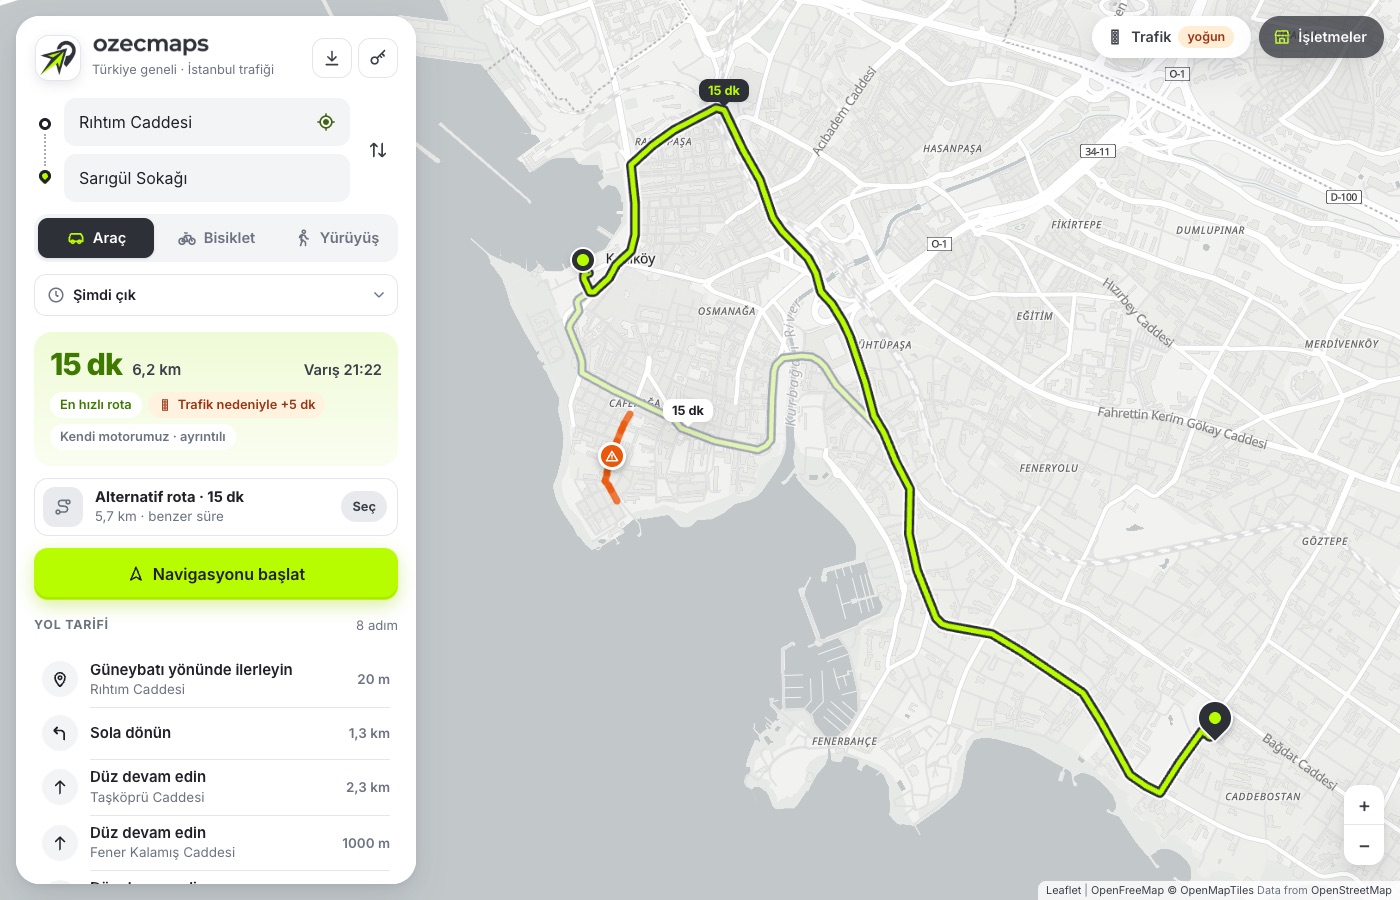 ozecmaps
Türkiye geneli · İstanbul trafiği
Rıhtım Caddesi
Sarıgül Sokağı
Araç
Bisiklet
Yürüyüş
Şimdi çık
15 dk 6,2 km
Varış 21:22
En hızlı rota
Trafik nedeniyle +5 dk
Kendi motorumuz · ayrıntılı
Alternatif rota · 15 dk
5,7 km · benzer süre
Seç
Navigasyonu başlat
YOL TARİFİ
8 adım
Güneybatı yönünde ilerleyin
Rıhtım Caddesi
20 m
Sola dönün
1,3 km
Düz devam edin
Taşköprü Caddesi
2,3 km
Düz devam edin
Fener Kalamış Caddesi
1000 m
Trafik
yoğun
İşletmeler
15 dk
O-1
Acıbadem Caddesi
HASANPAŞA
34-11
D-100
FİKİRTEPE
DUMLUPINAR
O-1
OSMANAĞA
Hızırbey Caddesi
EĞİTİM
MERDİVENKÖY
Kurbağalı River
15 dk
Fahrettin Kerim Gökay Caddesi
FENERYOLU
GÖZTEPE
FENERBAHÇE
Bağdat Caddesi
CADDEBOSTAN
+
−
Leaflet | OpenFreeMap © OpenMapTiles Data from OpenStreetMap